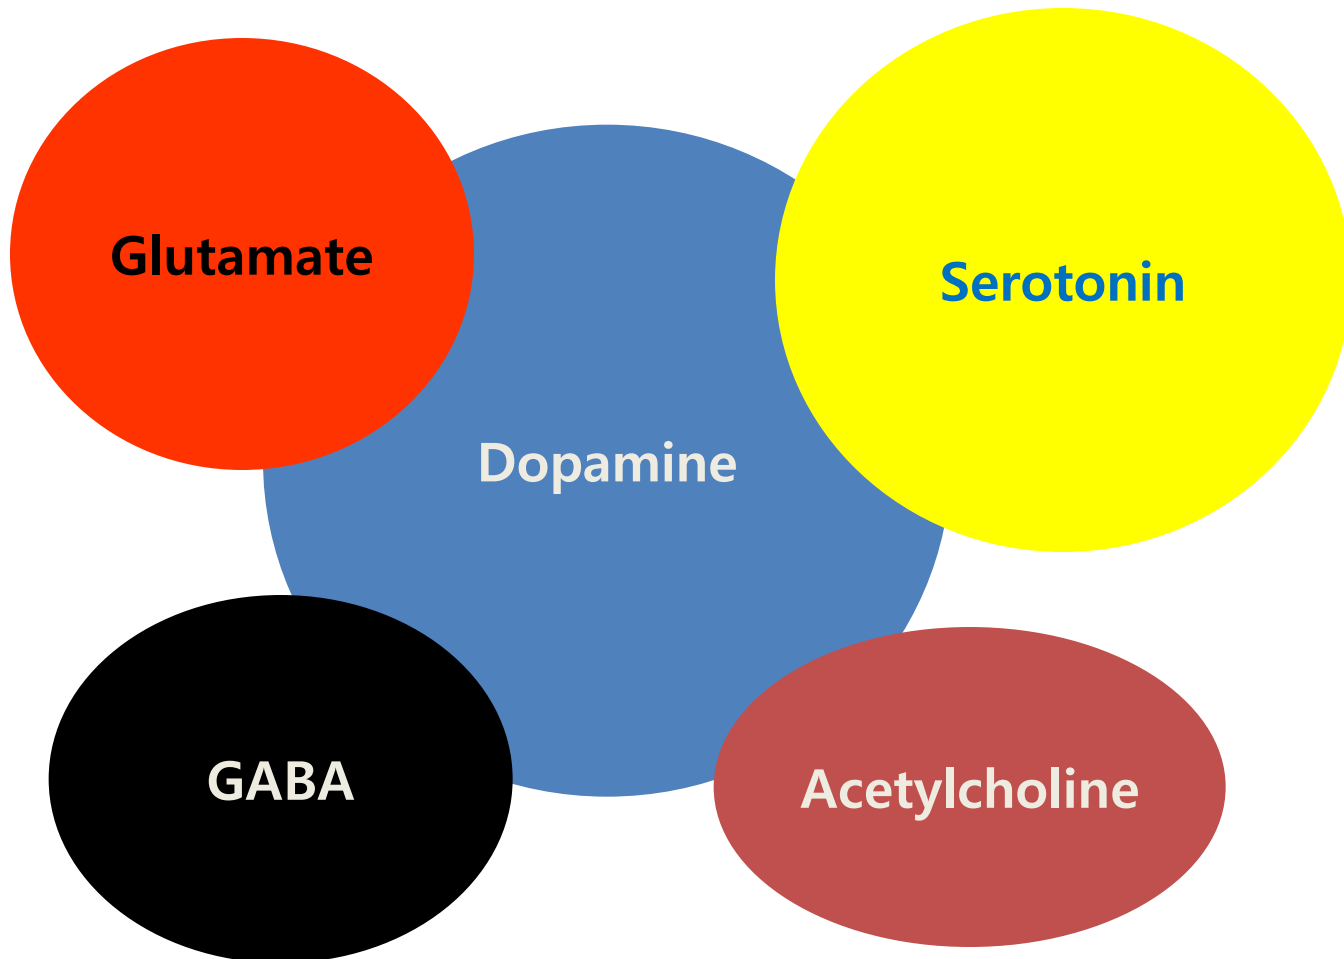 Glutamate
Serotonin
Dopamine
GABA
Acetylcholine